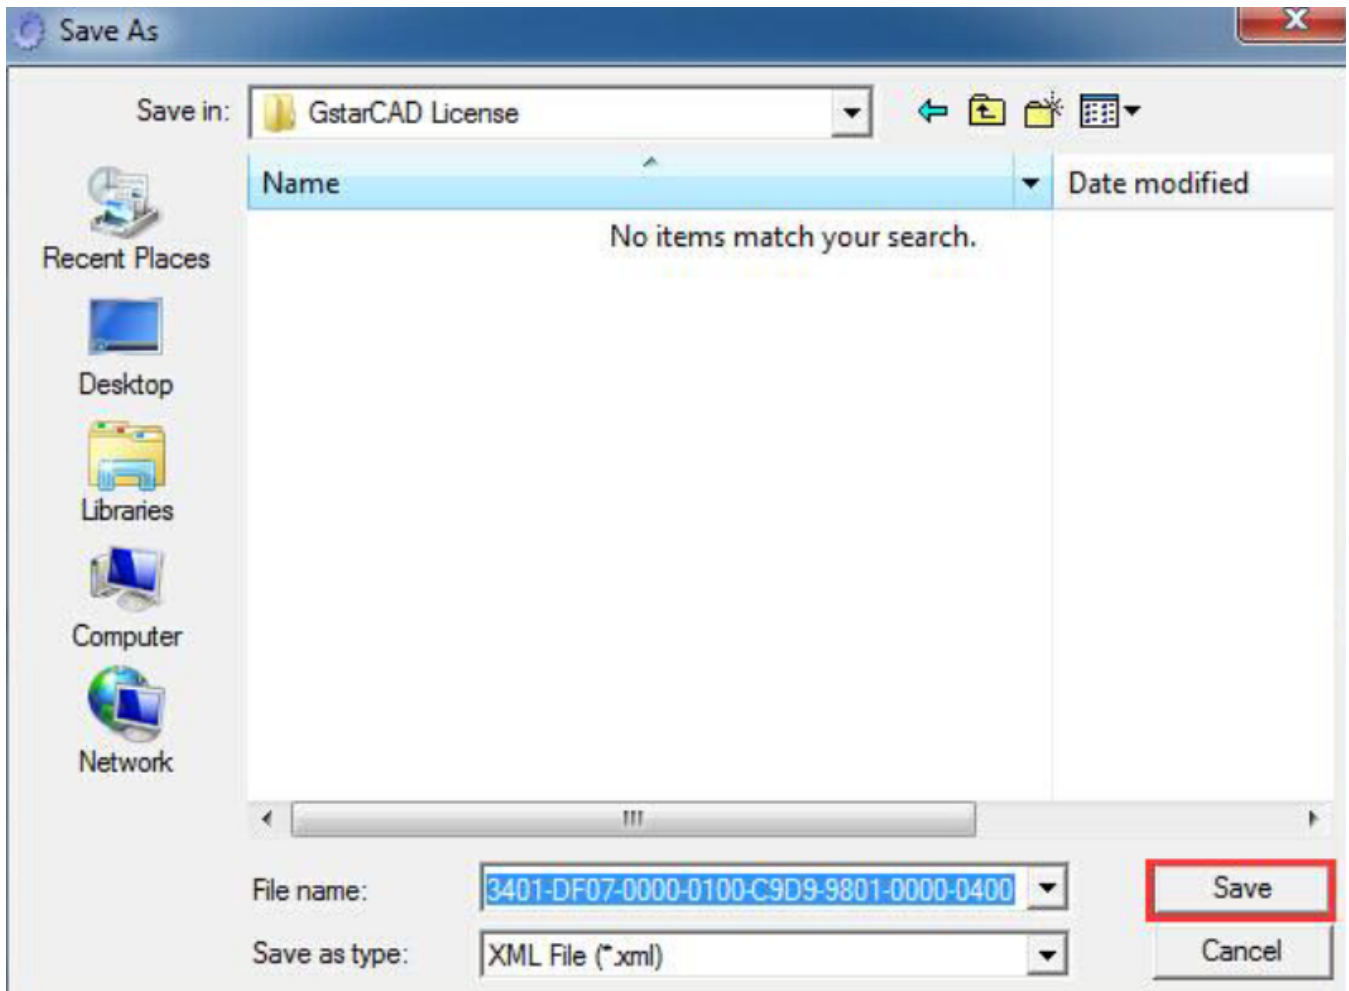 Save As
X
Save in:
GstarCAD License
Name
Date modified
No items match your search.
Recent Places
Desktop
Libraries
Computer
Network
File name:
3401-DF07-0000-0100-C9D9-9801-0000-0400
Save
Save as type:
XML File (*.xml)
Cancel